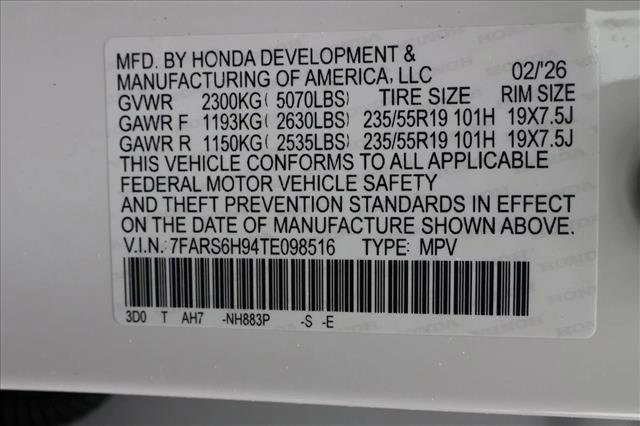 MFD. BY HONDA DEVELOPMENT &
MANUFACTURING OF AMERICA, LLC 02/'26
GVWR 2300KG( 5070LBS) TIRE SIZE RIM SIZE
GAWR F 1193KG( 2630LBS) 235/55R19 101H 19X7.5J
GAWR R 1150KG( 2535LBS) 235/55R19 101H 19X7.5J
THIS VEHICLE CONFORMS TO ALL APPLICABLE
FEDERAL MOTOR VEHICLE SAFETY
AND THEFT PREVENTION STANDARDS IN EFFECT
ON THE DATE OF MANUFACTURE SHOWN ABOVE.
V.I.N.: 7FARS6H94TE098516 TYPE: MPV
3D0 T AH7 -NH883P -S -E